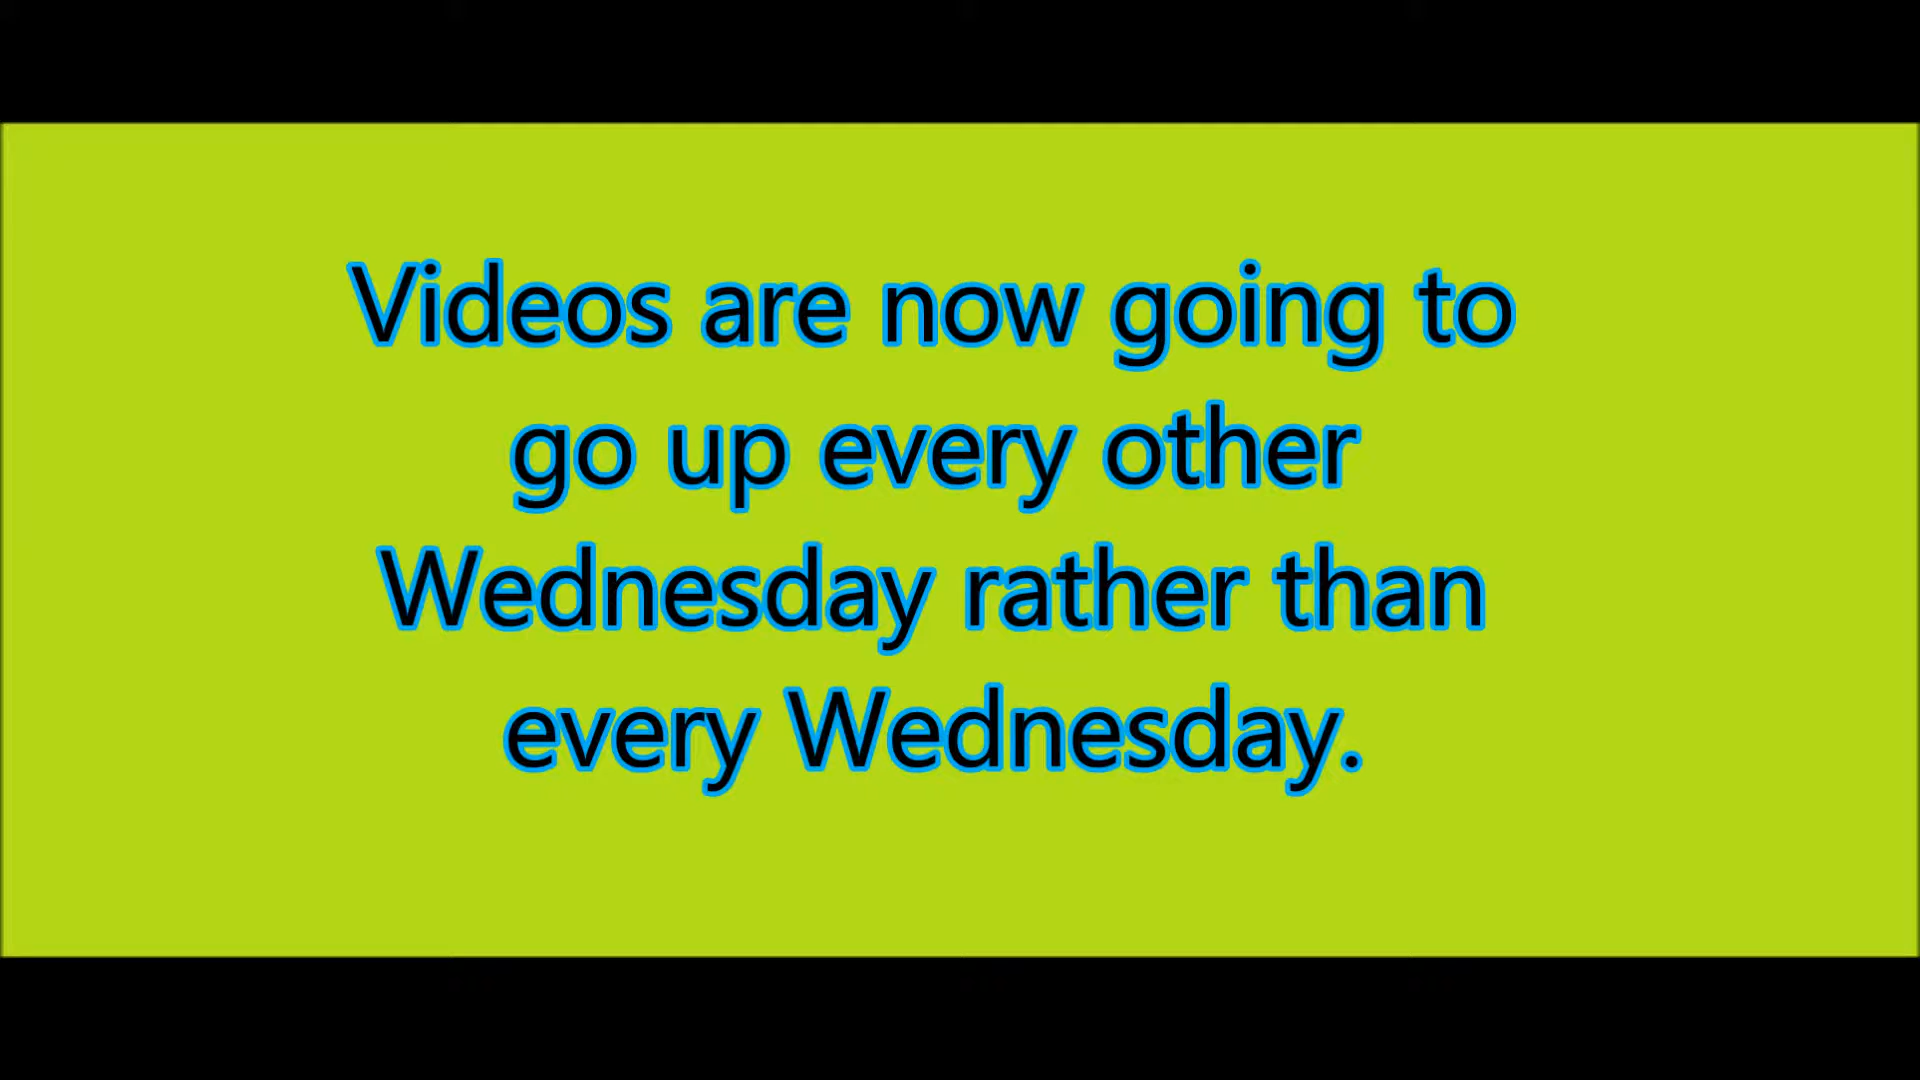 Videos are now going to
go up every other
Wednesday rather than
every Wednesday.